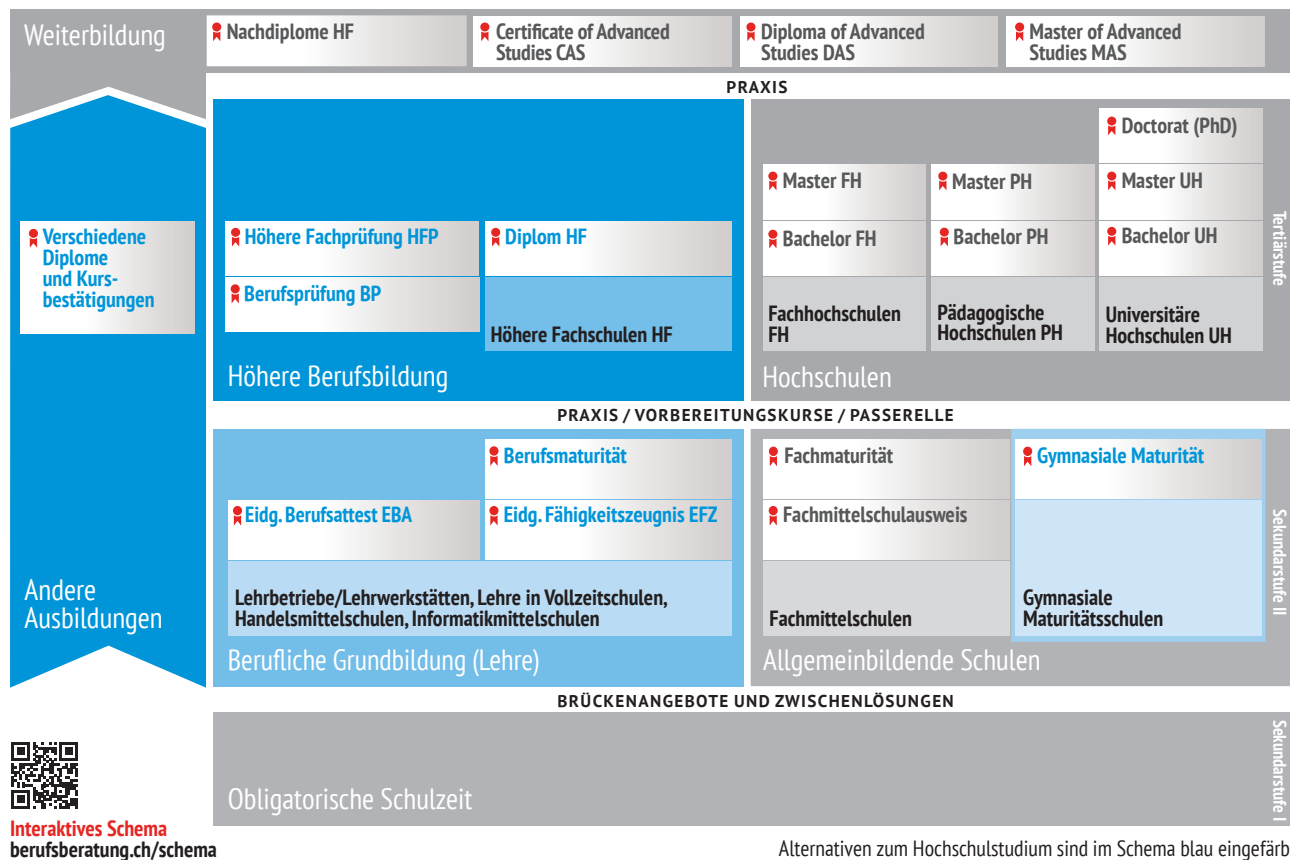 Weiterbildung
Nachdiplome HF
Certificate of Advanced
Studies CAS
Diploma of Advanced
Studies DAS
Master of Advanced
Studies MAS
PRAXIS
Doctorat (PhD)
Master FH
Master PH
Master UH
Verschiedene
Diplome
und Kurs-
bestätigungen
Höhere Fachprüfung HFP
Diplom HF
Bachelor FH
Bachelor PH
Bachelor UH
Berufsprüfung BP
Höhere Fachschulen HF
Fachhochschulen
FH
Pädagogische
Hochschulen PH
Universitäre
Hochschulen UH
Tertiärstufe
Höhere Berufsbildung
Hochschulen
PRAXIS / VORBEREITUNGSKURSE / PASSERELLE
Berufsmaturität
Fachmaturität
Gymnasiale Maturität
Eidg. Berufsattest EBA
Eidg. Fähigkeitszeugnis EFZ
Fachmittelschulausweis
Sekundarstufe II
Andere
Ausbildungen
Lehrbetriebe/Lehrwerkstätten, Lehre in Vollzeitschulen,
Handelsmittelschulen, Informatikmittelschulen
Fachmittelschulen
Gymnasiale
Maturitätsschulen
Berufliche Grundbildung (Lehre)
Allgemeinbildende Schulen
BRÜCKENANGEBOTE UND ZWISCHENLÖSUNGEN
Obligatorische Schulzeit
Sekundarstufe I
Interaktives Schema
berufsberatung.ch/schema
Alternativen zum Hochschulstudium sind im Schema blau eingefärb